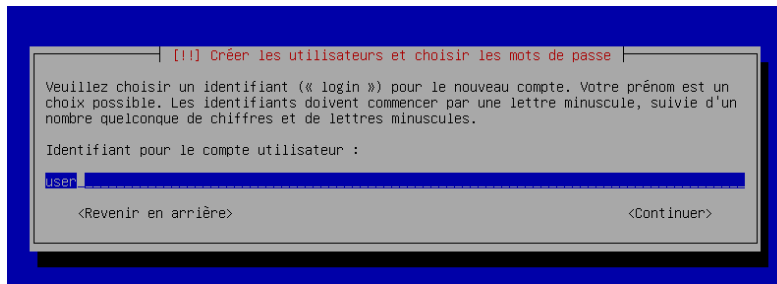 [!!] Créer les utilisateurs et choisir les mots de passe
Veuillez choisir un identifiant (« login ») pour le nouveau compte. Votre prénom est un
choix possible. Les identifiants doivent commencer par une lettre minuscule, suivie d'un
nombre quelconque de chiffres et de lettres minuscules.
Identifiant pour le compte utilisateur :
user
<Revenir en arrière> <Continuer>